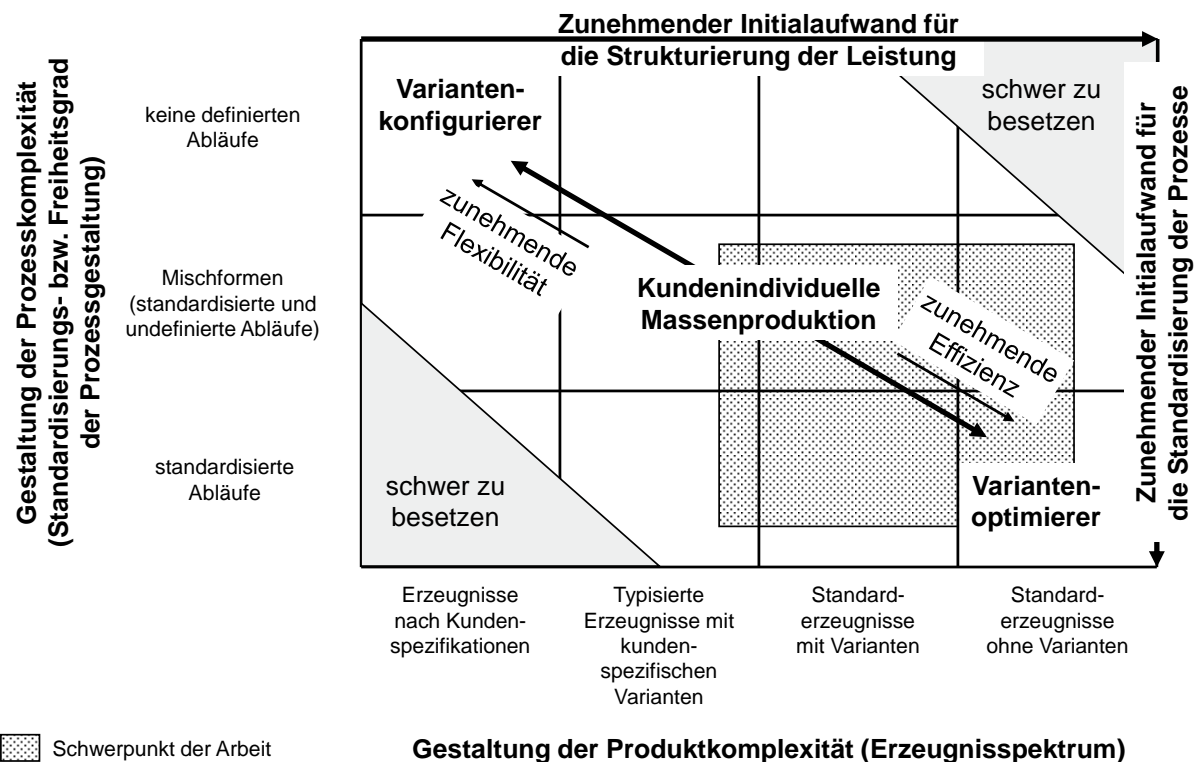 Zunehmender Initialaufwand für
die Strukturierung der Leistung
Gestaltung der Prozesskomplexität
(Standardisierungs- bzw. Freiheitsgrad
der Prozessgestaltung)
keine definierten
Abläufe
Mischformen
(standardisierte und
undefinierte Abläufe)
standardisierte
Abläufe
Varianten-
konfigurierer
schwer zu
besetzen
zunehmende
Flexibilität
Kundenindividuelle
Massenproduktion
zunehmende
Effizienz
schwer zu
besetzen
Varianten-
optimierer
Zunehmender Initialaufwand für
die Standardisierung der Prozesse
Erzeugnisse
nach Kunden-
spezifikationen
Typisierte
Erzeugnisse mit
kunden-
spezifischen
Varianten
Standard-
erzeugnisse
mit Varianten
Standard-
erzeugnisse
ohne Varianten
Schwerpunkt der Arbeit
Gestaltung der Produktkomplexität (Erzeugnisspektrum)